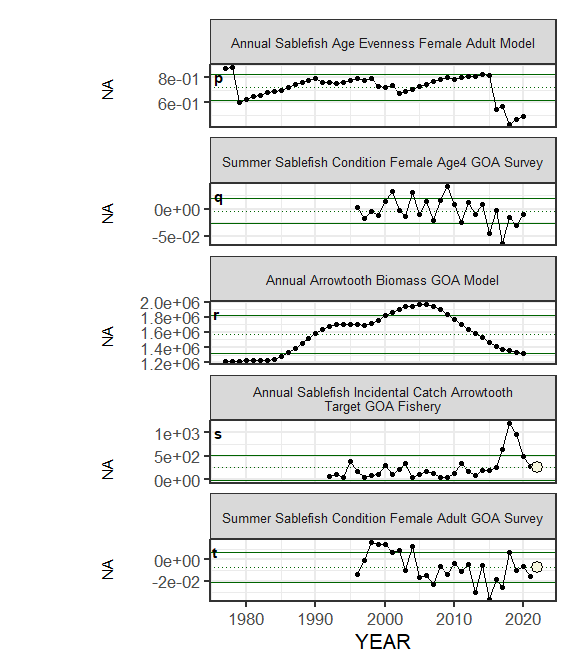 Annual Sablefish Age Evenness Female Adult Model
NA
8e-01
6e-01
p
Summer Sablefish Condition Female Age4 GOA Survey
NA
0e+00
-5e-02
q
Annual Arrowtooth Biomass GOA Model
NA
2.0e+06
1.8e+06
1.6e+06
1.4e+06
1.2e+06
r
Annual Sablefish Incidental Catch Arrowtooth
Target GOA Fishery
NA
1e+03
5e+02
0e+00
s
Summer Sablefish Condition Female Adult GOA Survey
NA
0e+00
-2e-02
t
1980 1990 2000 2010 2020
YEAR